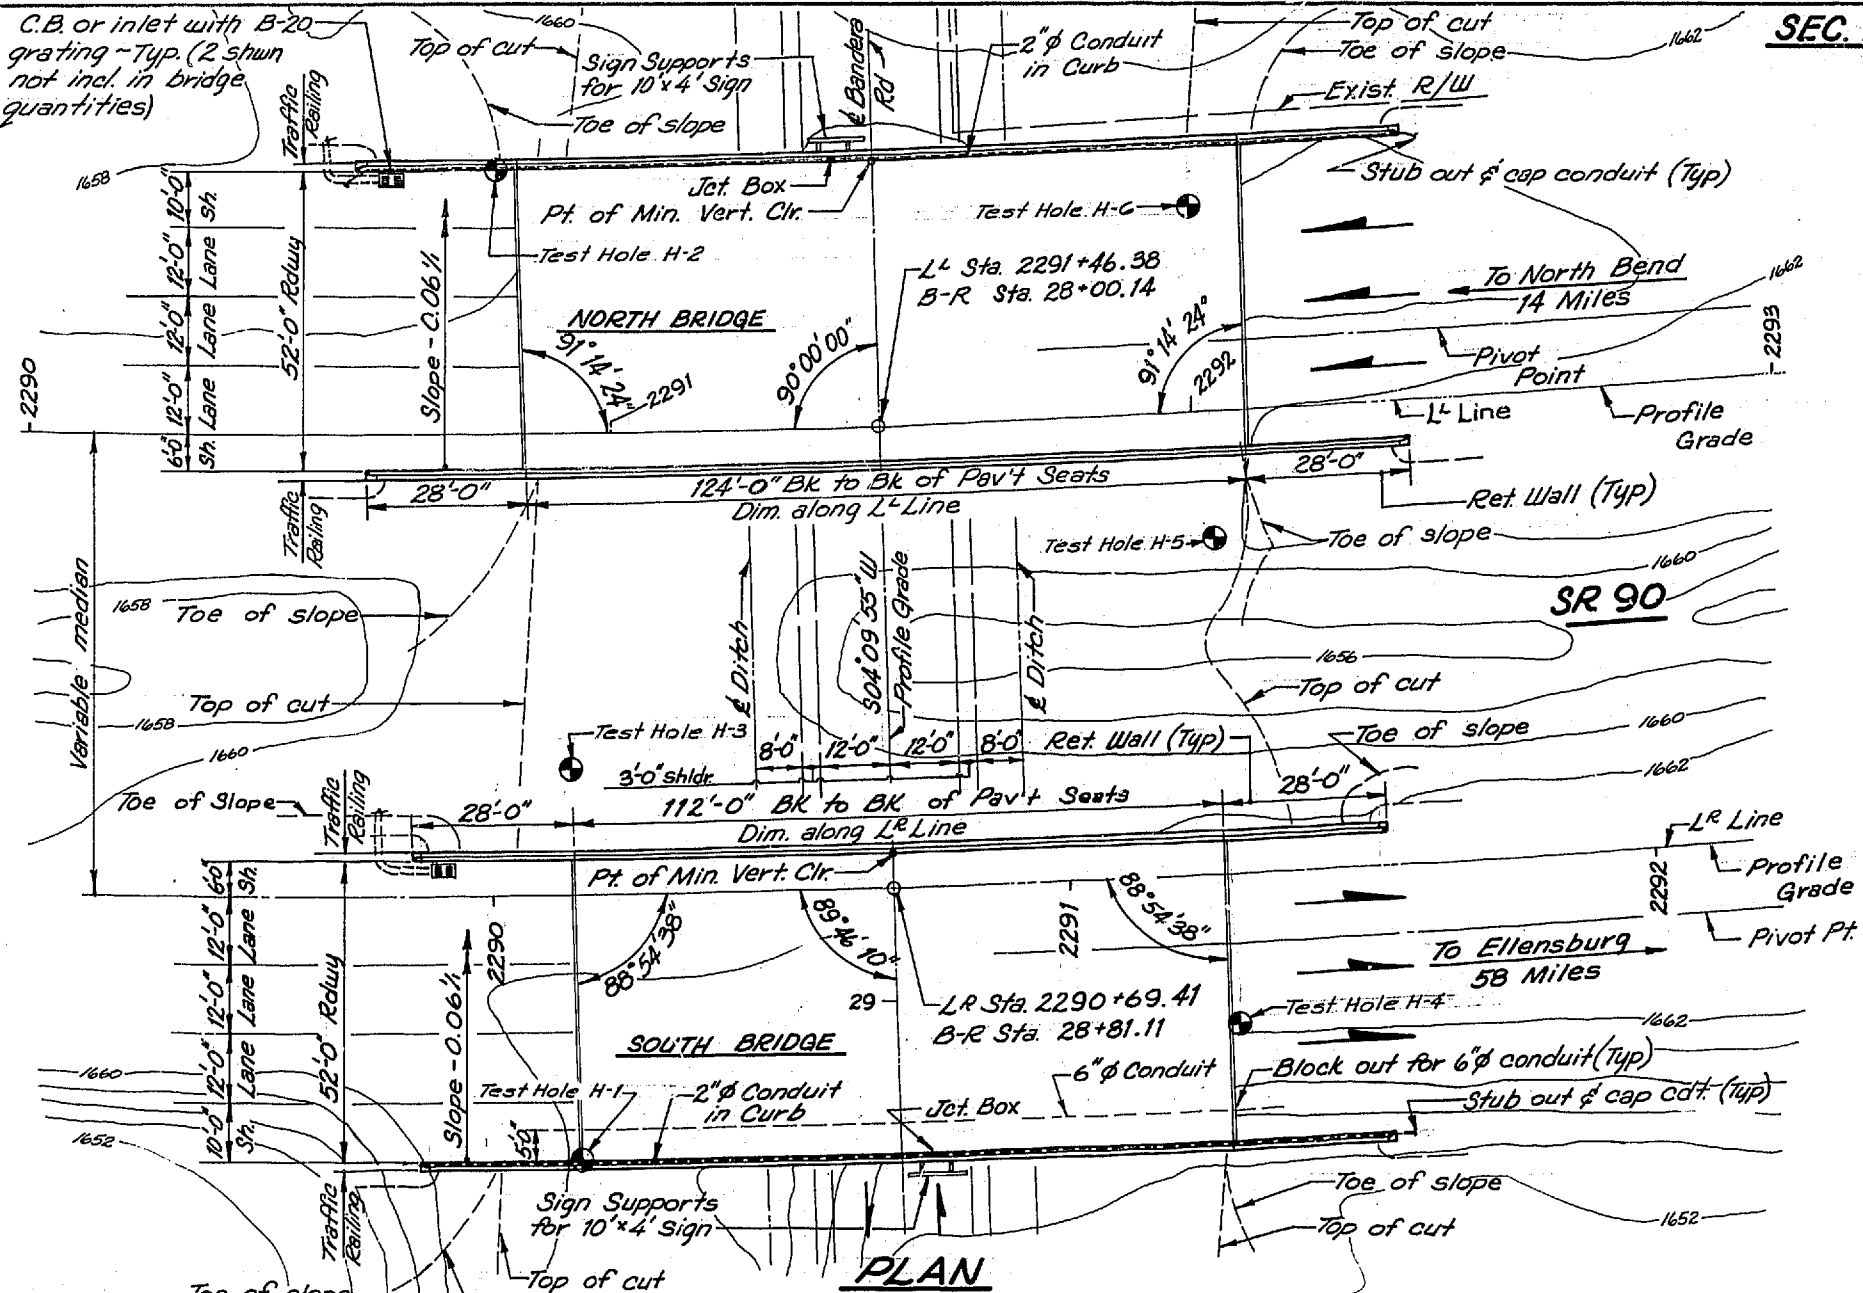 C.B. or inlet with B-20
grating - Typ. (2 shwn
not incl. in bridge
quantities)
Top of cut
1660
Sign Supports
for 10'x4' Sign
Toe of slope
℄ Bandera
Rd
2"ø Conduit
in Curb
Top of cut
Toe of slope
1662
SEC.
Exist. R/W
Traffic
Railing
1658
Stub out & cap conduit (Typ)
Jct. Box
Pt. of Min. Vert. Clr.
Test Hole H-6
Test Hole H-2
10'-0"
Sh.
12'-0"
Lane
12'-0"
Lane
12'-0"
Lane
6'-0"
Sh.
52'-0" Rdwy
Slope - 0.06'/1
Lᴸ Sta. 2291+46.38
B-R Sta. 28+00.14
To North Bend
14 Miles
1662
NORTH BRIDGE
91°14'24"
90°00'00"
91°14'24"
2290
2291
2292
2293
Pivot
Point
Lᴸ Line
Profile
Grade
28'-0"
124'-0" Bk to Bk of Pav't Seats
Dim. along Lᴸ Line
28'-0"
Ret. Wall (Typ)
Traffic
Railing
Test Hole H-5
Toe of slope
1660
SR 90
Variable median
1658
Toe of slope
℄ Ditch
S04°09'55"W
Profile Grade
℄ Ditch
1656
Top of cut
Top of cut
1658
1660
Test Hole H-3
8'-0"
12'-0"
12'-0"
8'-0"
Ret. Wall (Typ)
Toe of slope
1660
3'-0" shldr.
1662
Toe of Slope
Traffic
Railing
28'-0"
112'-0" BK to BK of Pav't Seats
Dim. along Lᴿ Line
28'-0"
Lᴿ Line
Profile
Grade
Pt. of Min. Vert. Clr.
6'-0"
Sh.
12'-0"
Lane
12'-0"
Lane
12'-0"
Lane
10'-0"
Sh.
52'-0" Rdwy
Slope - 0.06'/1
2290
88°54'38"
89°46'10"
2291
88°54'38"
2292
Pivot Pt.
To Ellensburg
58 Miles
29
LR Sta. 2290+69.41
B-R Sta. 28+81.11
Test Hole H-4
1662
SOUTH BRIDGE
6"ø Conduit
Block out for 6"ø conduit (Typ)
1660
Test Hole H-1
2"ø Conduit
in Curb
Jct. Box
Stub out & cap cdt. (Typ)
1652
5'-0"
Traffic
Railing
Sign Supports
for 10'x4' Sign
Toe of slope
Top of cut
1652
Toe of slope
Top of cut
PLAN